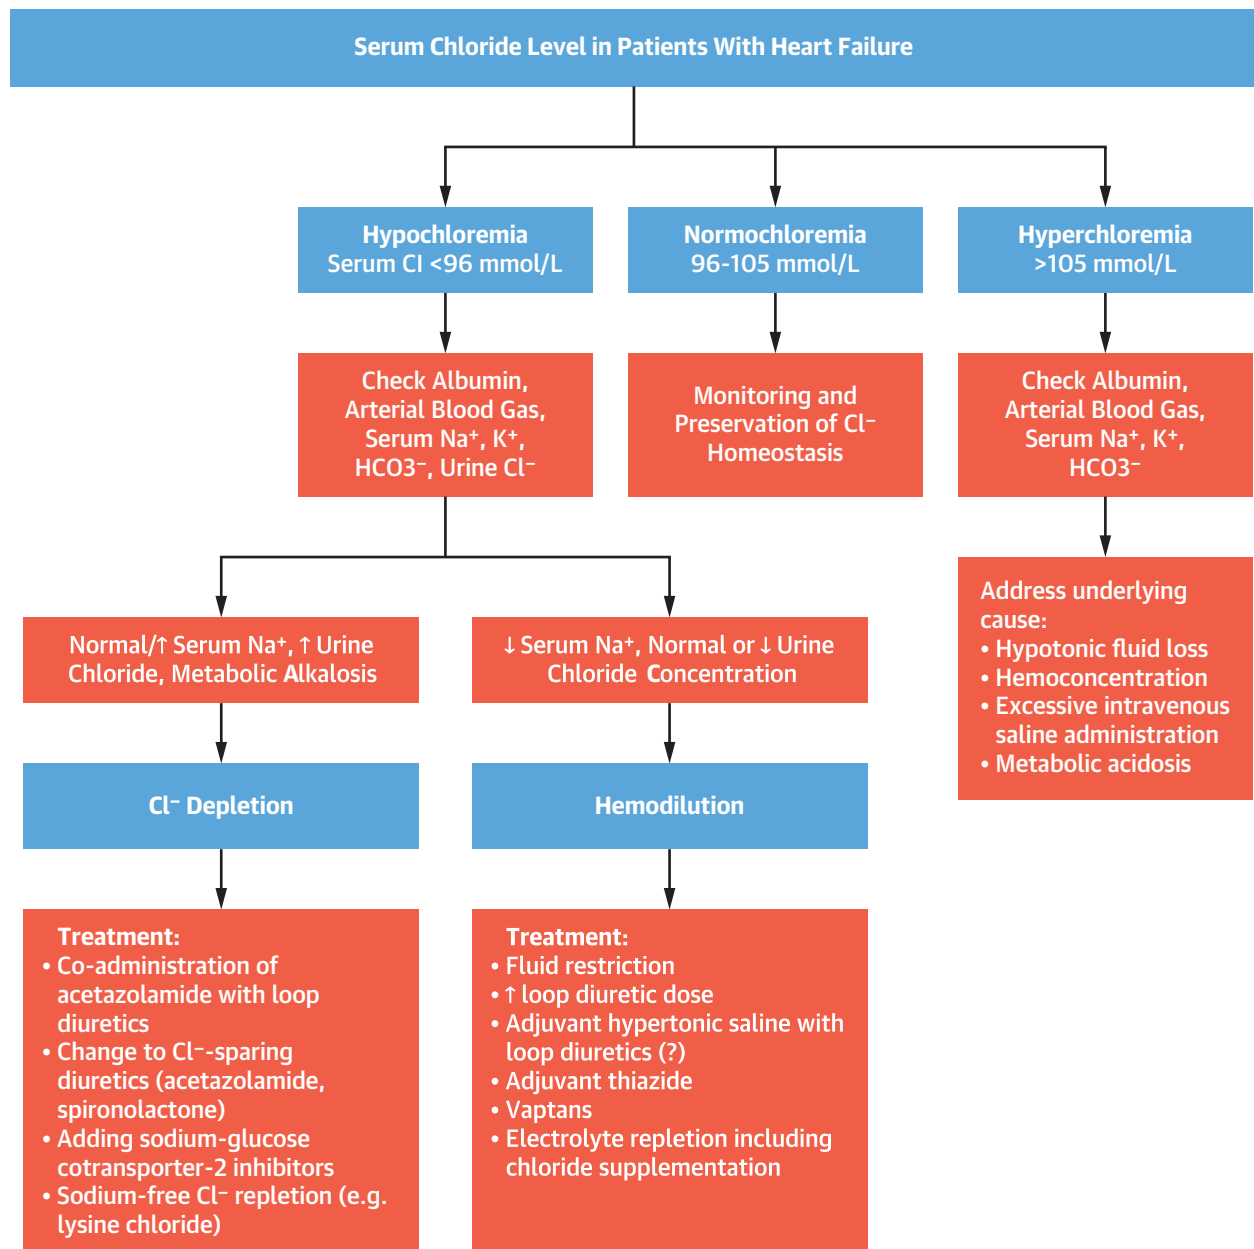 Serum Chloride Level in Patients With Heart Failure
Hypochloremia
Serum CI <96 mmol/L
Normochloremia
96-105 mmol/L
Hyperchloremia
>105 mmol/L
Check Albumin,
Arterial Blood Gas,
Serum Na⁺, K⁺,
HCO3⁻, Urine Cl⁻
Monitoring and
Preservation of Cl⁻
Homeostasis
Check Albumin,
Arterial Blood Gas,
Serum Na⁺, K⁺,
HCO3⁻
Normal/↑ Serum Na⁺, ↑ Urine
Chloride, Metabolic Alkalosis
↓ Serum Na⁺, Normal or ↓ Urine
Chloride Concentration
Address underlying
cause:
• Hypotonic fluid loss
• Hemoconcentration
• Excessive intravenous
saline administration
• Metabolic acidosis
Cl⁻ Depletion
Hemodilution
Treatment:
• Co-administration of
acetazolamide with loop
diuretics
• Change to Cl⁻-sparing
diuretics (acetazolamide,
spironolactone)
• Adding sodium-glucose
cotransporter-2 inhibitors
• Sodium-free Cl⁻ repletion (e.g.
lysine chloride)
Treatment:
• Fluid restriction
• ↑ loop diuretic dose
• Adjuvant hypertonic saline with
loop diuretics (?)
• Adjuvant thiazide
• Vaptans
• Electrolyte repletion including
chloride supplementation